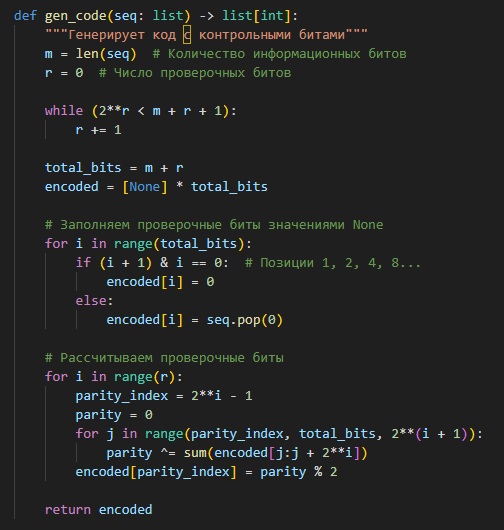 def gen_code(seq: list) -> list[int]:
    """Генерирует код с контрольными битами"""
    m = len(seq)  # Количество информационных битов
    r = 0  # Число проверочных битов

    while (2**r < m + r + 1):
        r += 1

    total_bits = m + r
    encoded = [None] * total_bits

    # Заполняем проверочные биты значениями None
    for i in range(total_bits):
        if (i + 1) & i == 0:  # Позиции 1, 2, 4, 8...
            encoded[i] = 0
        else:
            encoded[i] = seq.pop(0)

    # Рассчитываем проверочные биты
    for i in range(r):
        parity_index = 2**i - 1
        parity = 0
        for j in range(parity_index, total_bits, 2**(i + 1)):
            parity ^= sum(encoded[j:j + 2**i])
        encoded[parity_index] = parity % 2

    return encoded